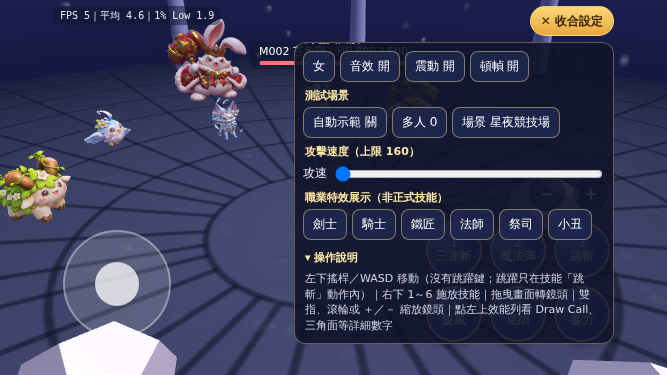 FPS 5｜平均 4.6｜1% Low 1.9
✕ 收合設定
M002
女 音效 開 震動 開 頓幀 開
測試場景
自動示範 關 多人 0 場景 星夜競技場
攻擊速度（上限 160）
攻速
職業特效展示（非正式技能）
劍士 騎士 鐵匠 法師 祭司 小丑
▾ 操作說明
左下搖桿／WASD 移動（沒有跳躍鍵；跳躍只在技能「跳
斬」動作內）｜右下 1～6 施放技能｜拖曳畫面轉鏡頭｜雙
指、滾輪或 ＋／－ 縮放鏡頭｜點左上效能列看 Draw Call、
三角面等詳細數字